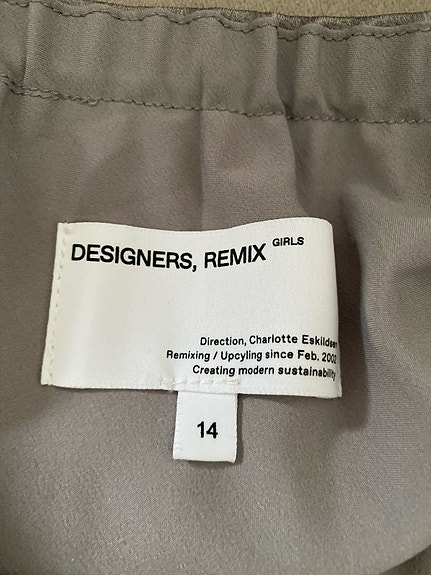 DESIGNERS, REMIX GIRLS
Direction, Charlotte Eskildsen
Remixing / Upcyling since Feb. 2002
Creating modern sustainability
14